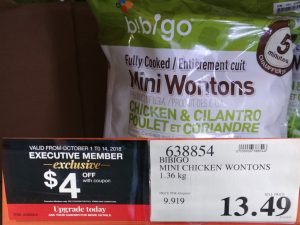 bibigo
5
minutes
Fully Cooked / Entièrement cuit
Mini Wontons
CHICKEN & CILANTRO
POULET ET CORIANDRE
VALID FROM OCTOBER 1 TO 14, 2018
EXECUTIVE MEMBER
exclusive
$4 OFF
with coupon
Upgrade today
638854
BIBIGO
MINI CHICKEN WONTONS
1.36 kg
9.919
13.49